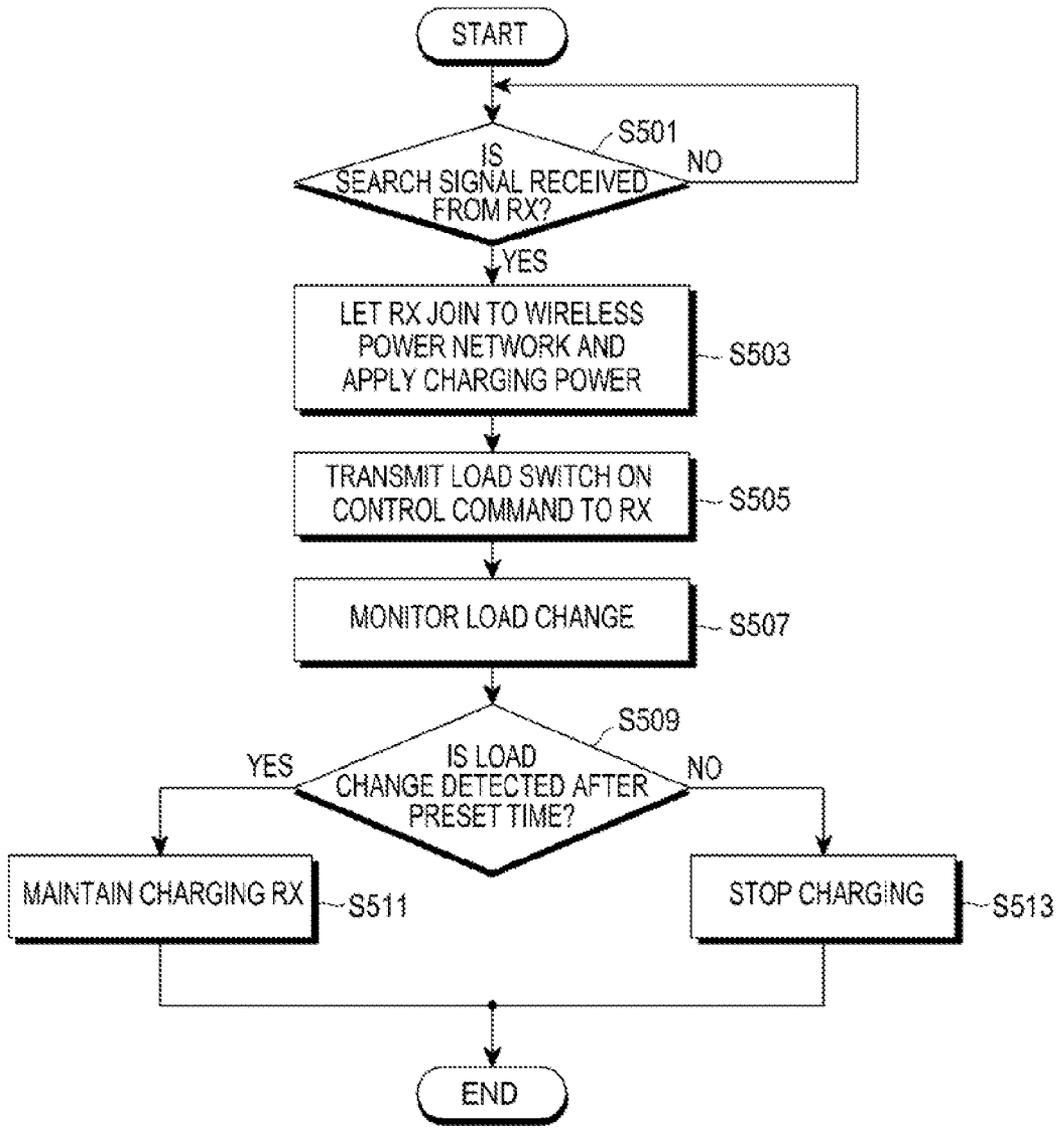 START
S501
IS
SEARCH SIGNAL RECEIVED
FROM RX?
NO
YES
LET RX JOIN TO WIRELESS
POWER NETWORK AND
APPLY CHARGING POWER
S503
TRANSMIT LOAD SWITCH ON
CONTROL COMMAND TO RX
S505
MONITOR LOAD CHANGE
S507
S509
YES
IS LOAD
CHANGE DETECTED AFTER
PRESET TIME?
NO
MAINTAIN CHARGING RX
S511
STOP CHARGING
S513
END